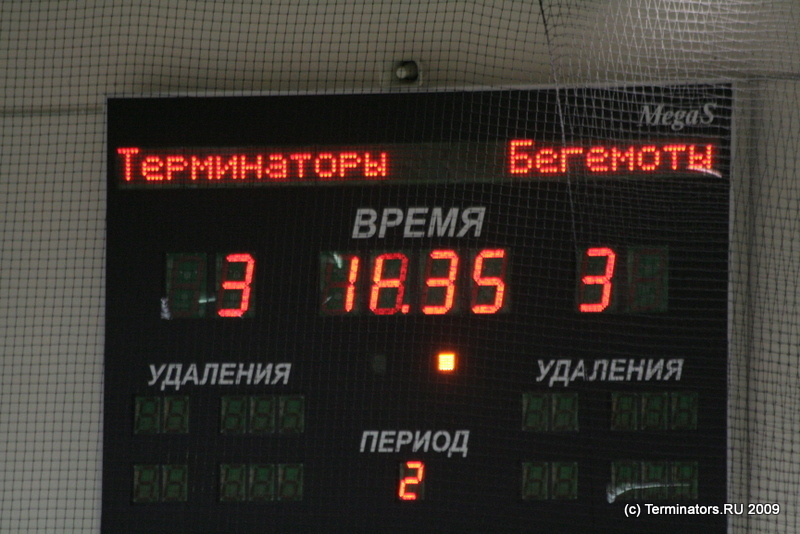 MegaS
Терминаторы Бегемоты
ВРЕМЯ
3 18.35 3
УДАЛЕНИЯ УДАЛЕНИЯ
ПЕРИОД
2
(c) Terminators.RU 2009